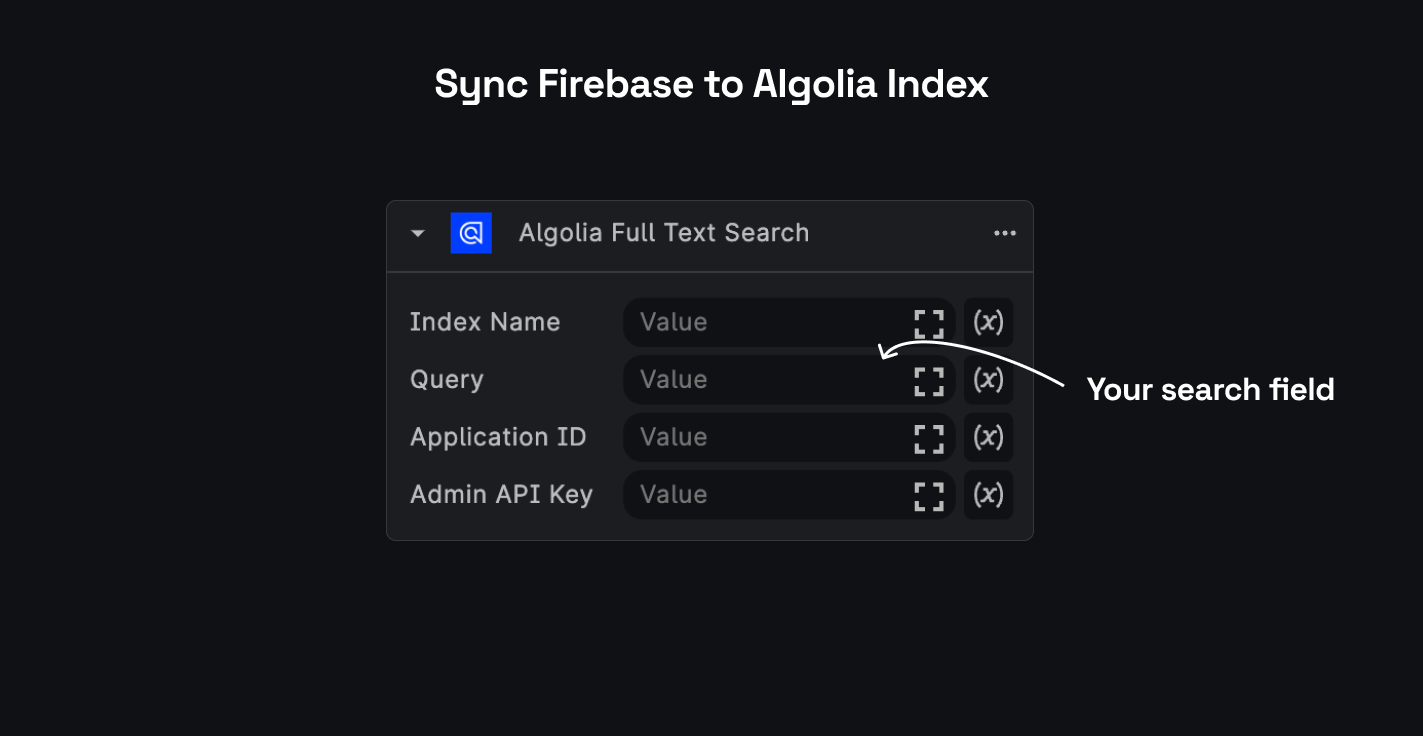 Sync Firebase to Algolia Index
Algolia Full Text Search
Index Name Value (x)
Query Value (x)
Your search field
Application ID Value (x)
Admin API Key Value (x)